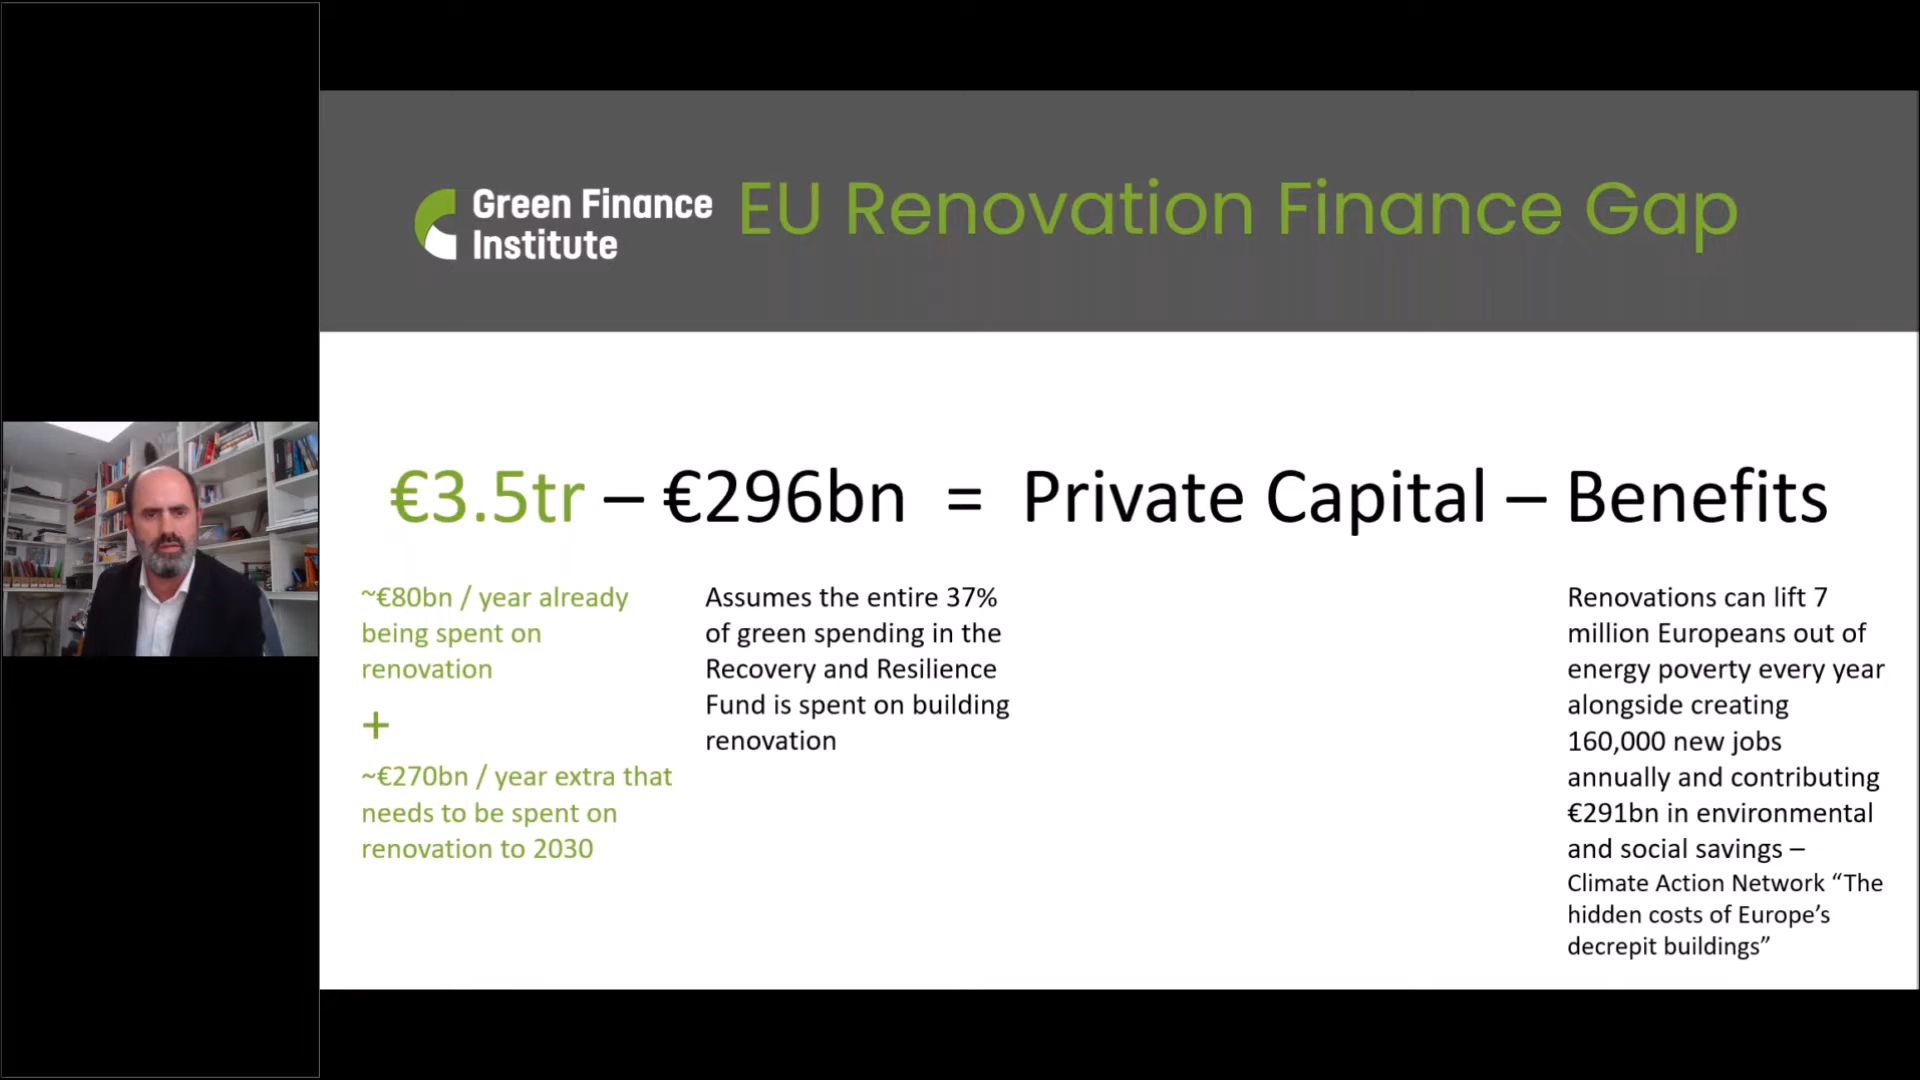 Green Finance
Institute
EU Renovation Finance Gap
€3.5tr – €296bn = Private Capital – Benefits
~€80bn / year already
being spent on
renovation
+
~€270bn / year extra that
needs to be spent on
renovation to 2030
Assumes the entire 37%
of green spending in the
Recovery and Resilience
Fund is spent on building
renovation
Renovations can lift 7
million Europeans out of
energy poverty every year
alongside creating
160,000 new jobs
annually and contributing
€291bn in environmental
and social savings –
Climate Action Network “The
hidden costs of Europe’s
decrepit buildings”